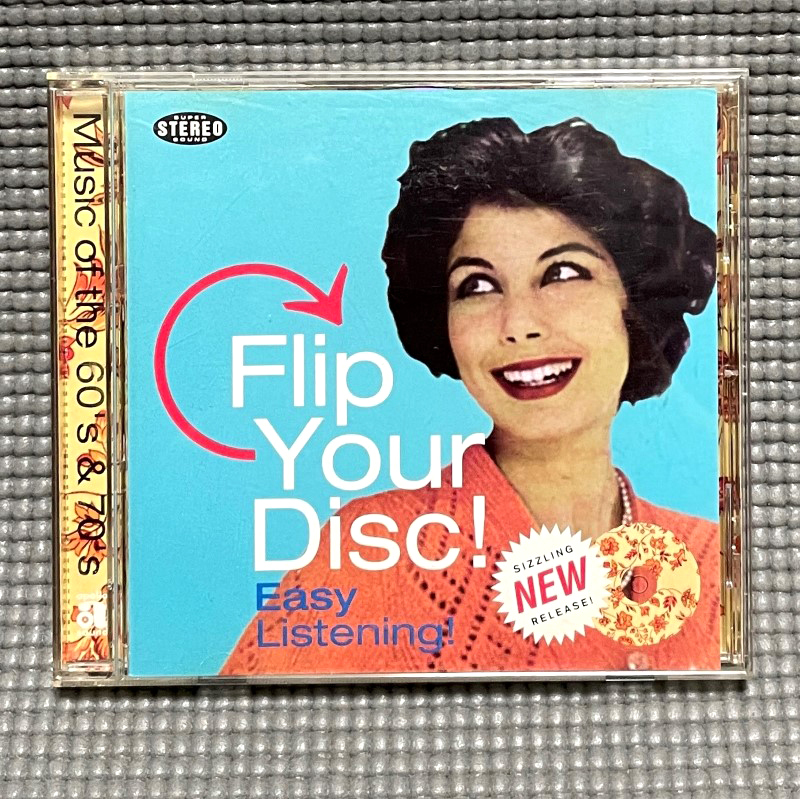 Music of the 60's & 70's
SUPER
STEREO
SOUND
Flip
Your
Disc!
Easy
Listening!
SIZZLING
NEW
RELEASE!